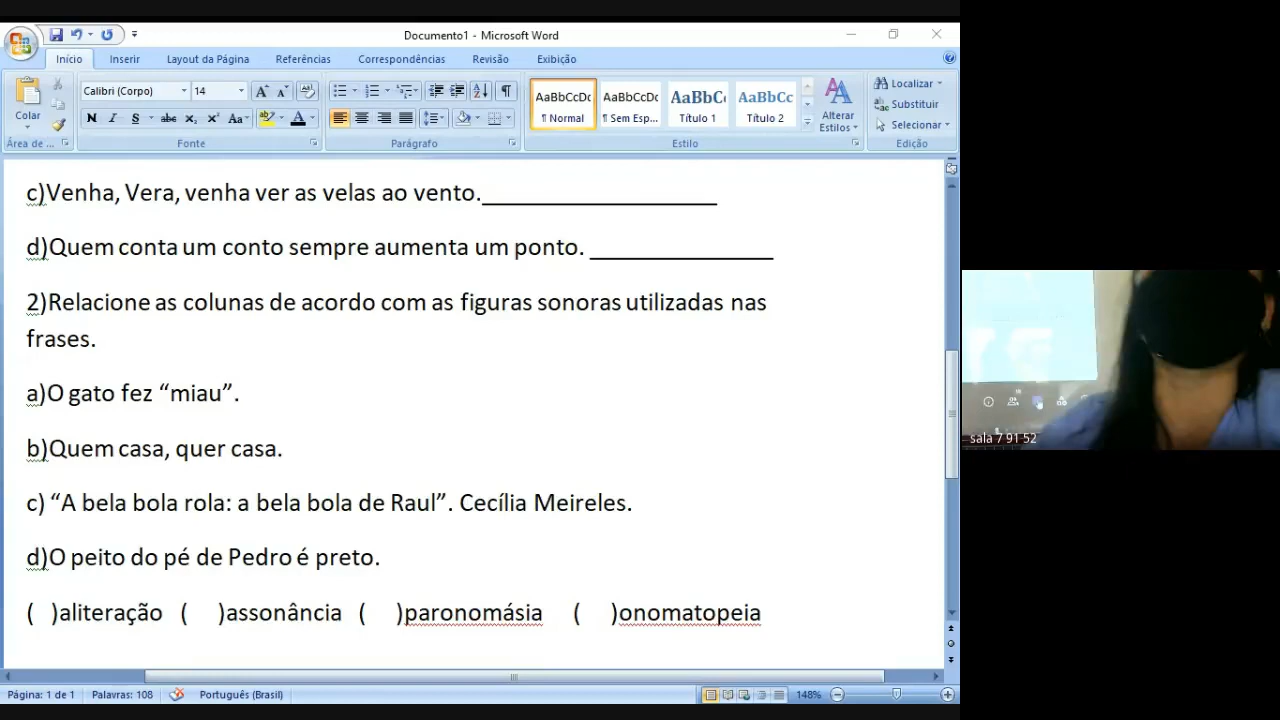 Documento1 - Microsoft Word
Início Inserir Layout da Página Referências Correspondências Revisão Exibição
Colar
Calibri (Corpo) 14
AaBbCcDc AaBbCcDc AaBbC AaBbCc
¶ Normal ¶ Sem Esp... Título 1 Título 2
Alterar Estilos
Localizar
Substituir
Selecionar
Área de ... Fonte Parágrafo Estilo Edição
c)Venha, Vera, venha ver as velas ao vento.__________________
d)Quem conta um conto sempre aumenta um ponto. ______________
2)Relacione as colunas de acordo com as figuras sonoras utilizadas nas
frases.
a)O gato fez “miau”.
b)Quem casa, quer casa.
c) “A bela bola rola: a bela bola de Raul”. Cecília Meireles.
d)O peito do pé de Pedro é preto.
( )aliteração ( )assonância ( )paronomásia ( )onomatopeia
Página: 1 de 1 Palavras: 108 Português (Brasil) 148%
sala 7 91 52